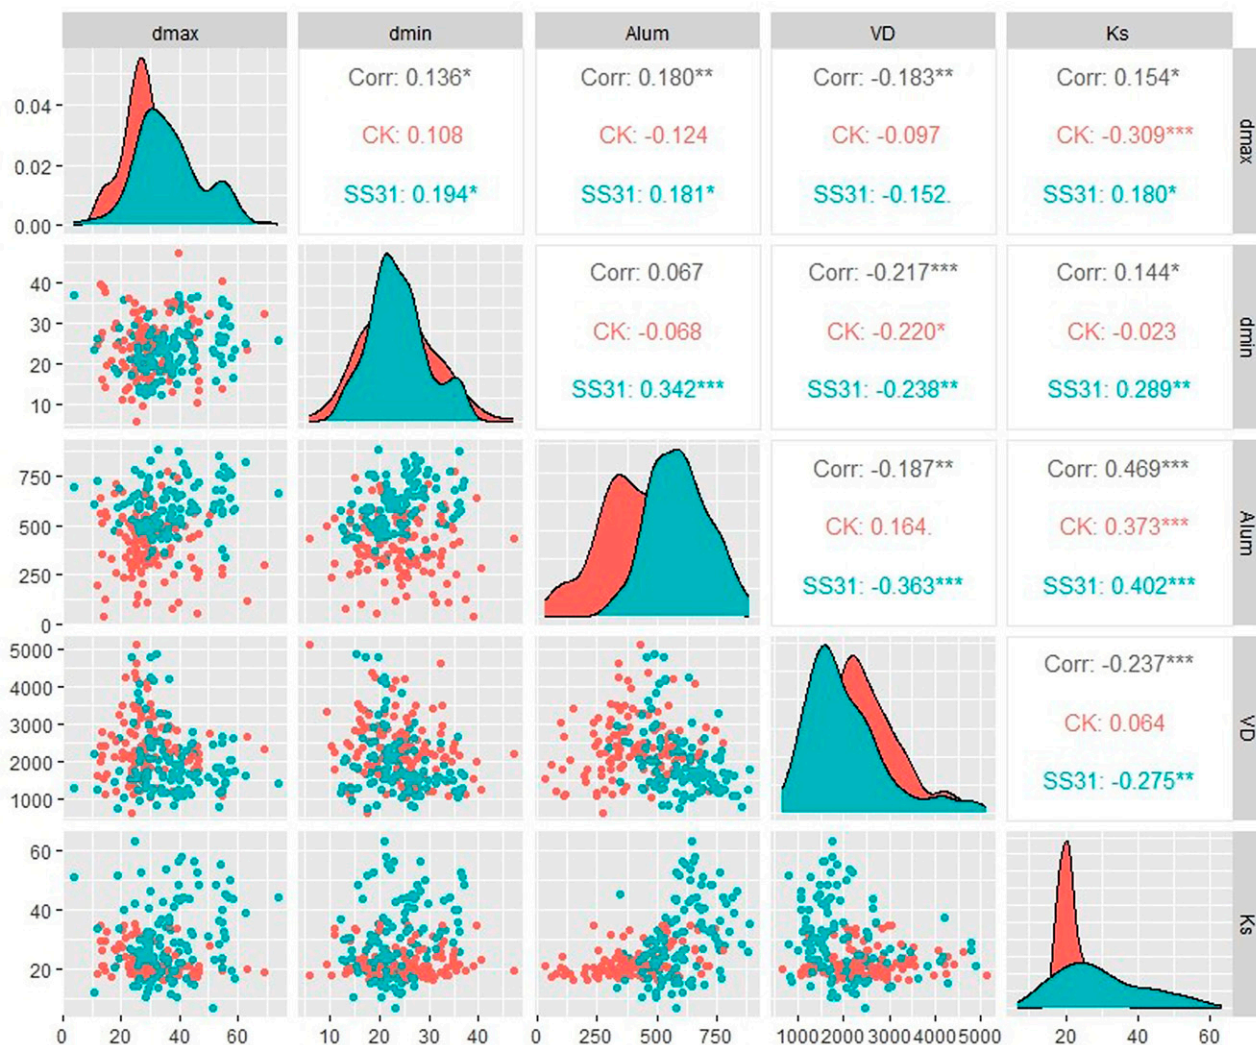 dmax dmin Alum VD Ks
Corr: 0.136* Corr: 0.180** Corr: -0.183** Corr: 0.154*
0.04
CK: 0.108 CK: -0.124 CK: -0.097 CK: -0.309***
dmax
0.02
SS31: 0.194* SS31: 0.181* SS31: -0.152. SS31: 0.180*
0.00
Corr: 0.067 Corr: -0.217*** Corr: 0.144*
40
30
CK: -0.068 CK: -0.220* CK: -0.023
dmin
20
SS31: 0.342*** SS31: -0.238** SS31: 0.289**
10
Corr: -0.187** Corr: 0.469***
750
500
CK: 0.164. CK: 0.373***
Alum
250
SS31: -0.363*** SS31: 0.402***
0
5000
Corr: -0.237***
4000
3000
CK: 0.064
VD
2000
SS31: -0.275**
1000
60
40
Ks
20
0 20 40 60 10 20 30 40 0 250 500 750 1000 2000 3000 4000 5000 20 40 60